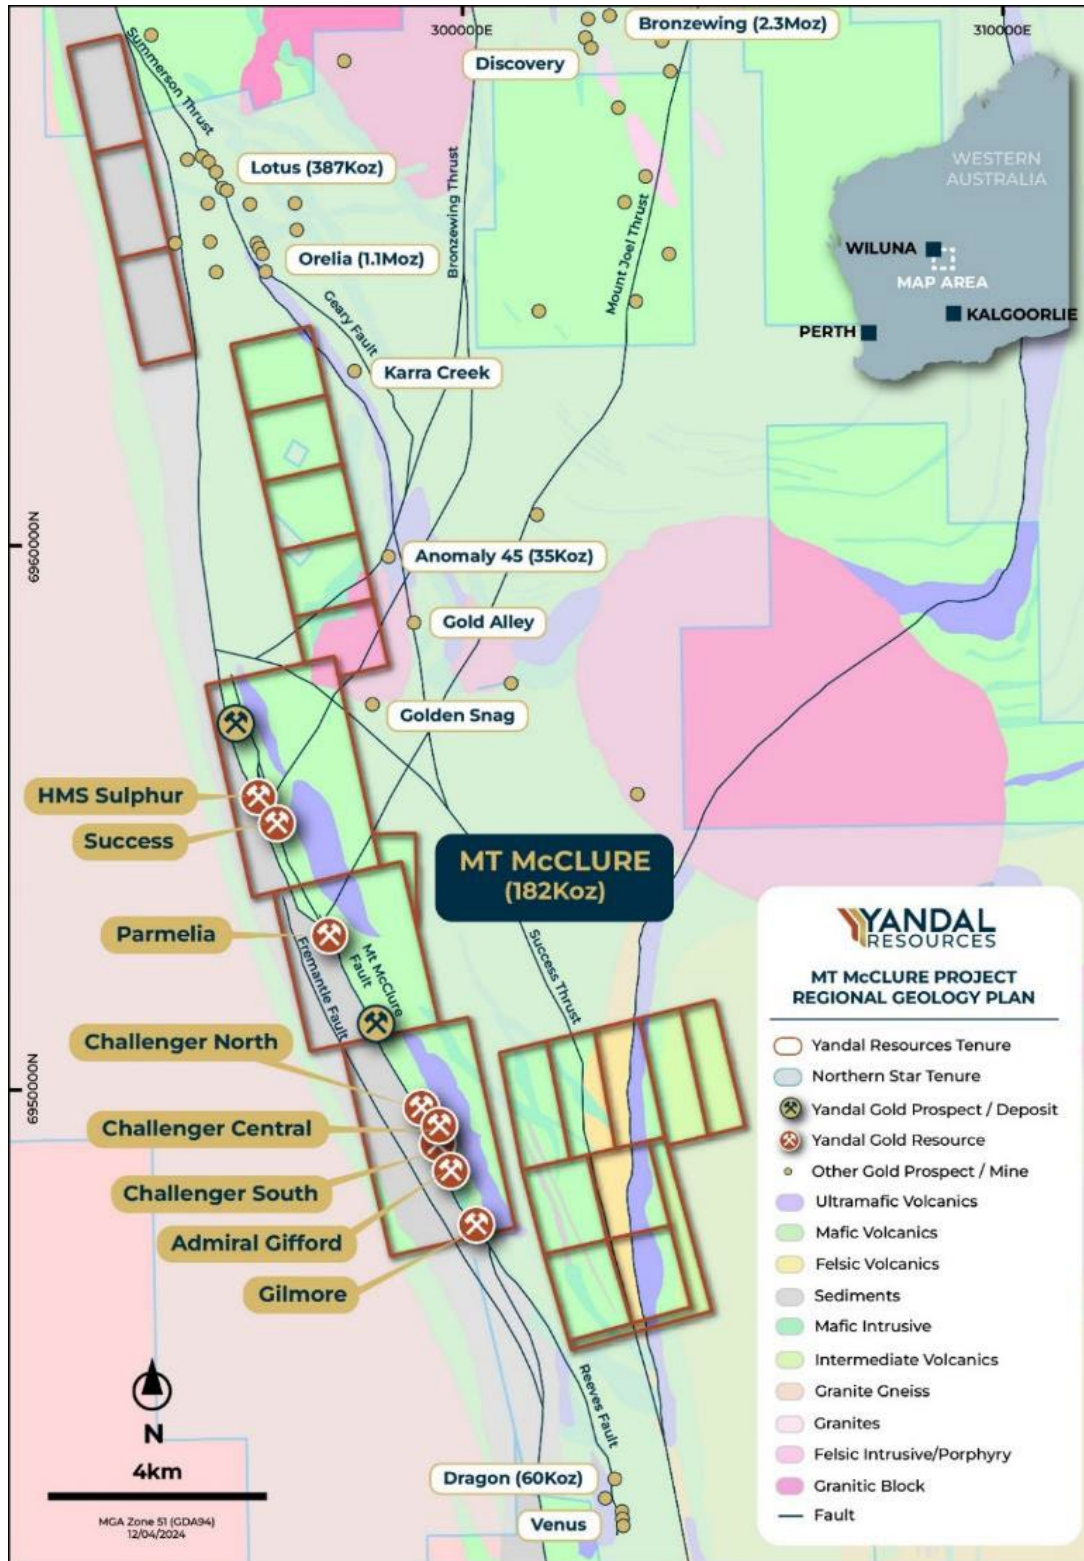 300000E
310000E
Bronzewing (2.3Moz)
Discovery
Summerson Thrust
Lotus (387Koz)
Orelia (1.1Moz)
Bronzewing Thrust
Mount Joel Thrust
Geary Fault
Karra Creek
WESTERN
AUSTRALIA
WILUNA
MAP AREA
KALGOORLIE
PERTH
6960000N
Anomaly 45 (35Koz)
Gold Alley
Golden Snag
HMS Sulphur
Success
MT McCLURE
(182Koz)
Parmelia
Mt McClure
Fault
Fremantle Fault
Success Thrust
Challenger North
6950000N
Challenger Central
Challenger South
Admiral Gifford
Gilmore
Reeves Fault
Dragon (60Koz)
Venus
N
4km
MGA Zone 51 (GDA94)
12/04/2024
YANDAL
RESOURCES
MT McCLURE PROJECT
REGIONAL GEOLOGY PLAN
Yandal Resources Tenure
Northern Star Tenure
Yandal Gold Prospect / Deposit
Yandal Gold Resource
Other Gold Prospect / Mine
Ultramafic Volcanics
Mafic Volcanics
Felsic Volcanics
Sediments
Mafic Intrusive
Intermediate Volcanics
Granite Gneiss
Granites
Felsic Intrusive/Porphyry
Granitic Block
Fault